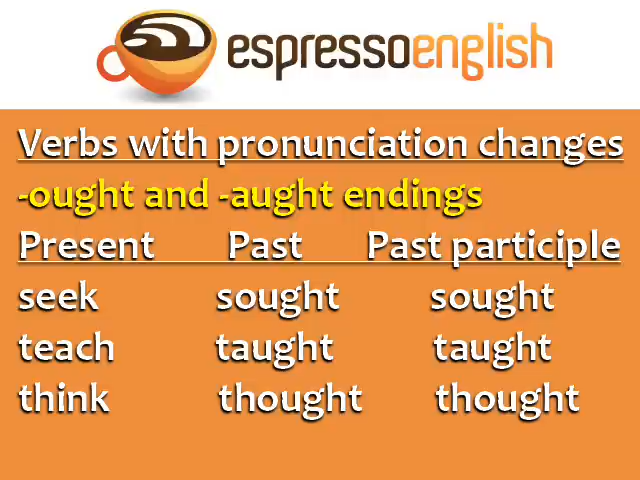 espressoenglish
Verbs with pronunciation changes
-ought and -aught endings
Present Past Past participle
seek sought sought
teach taught taught
think thought thought